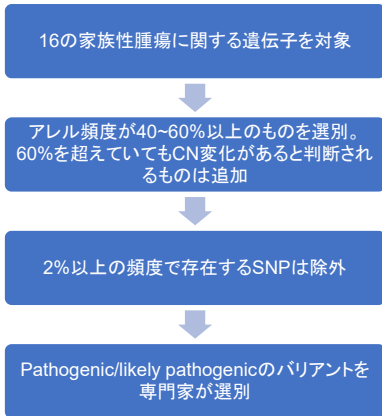 16の家族性腫瘍に関する遺伝子を対象
アレル頻度が40~60%以上のものを選別。
60%を超えていてもCN変化があると判断され
るものは追加
2%以上の頻度で存在するSNPは除外
Pathogenic/likely pathogenicのバリアントを
専門家が選別